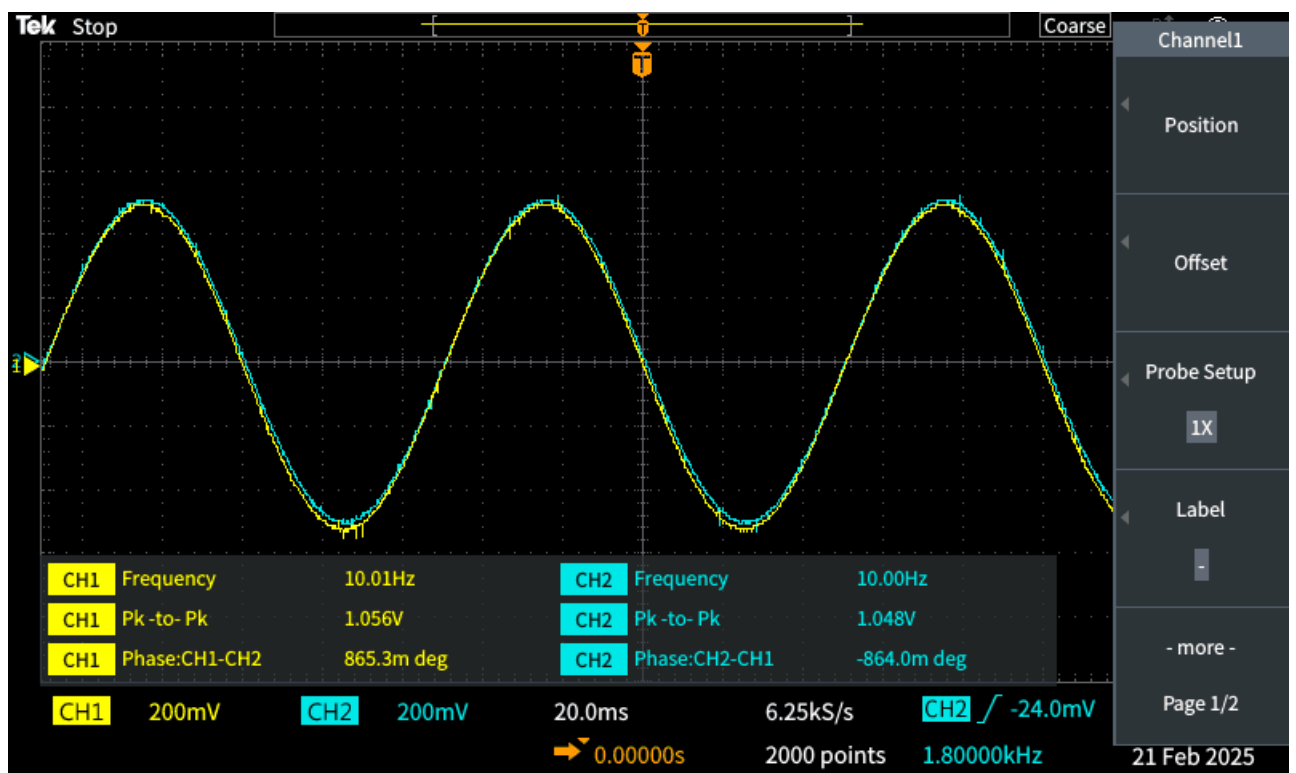 Tek Stop
T
Coarse
T
Channel1
Position
Offset
Probe Setup
1X
Label
-
- more -
Page 1/2
1
CH1 Frequency 10.01Hz CH2 Frequency 10.00Hz
CH1 Pk -to- Pk 1.056V CH2 Pk -to- Pk 1.048V
CH1 Phase:CH1-CH2 865.3m deg CH2 Phase:CH2-CH1 -864.0m deg
CH1 200mV CH2 200mV 20.0ms 6.25kS/s CH2 -24.0mV
0.00000s 2000 points 1.80000kHz 21 Feb 2025